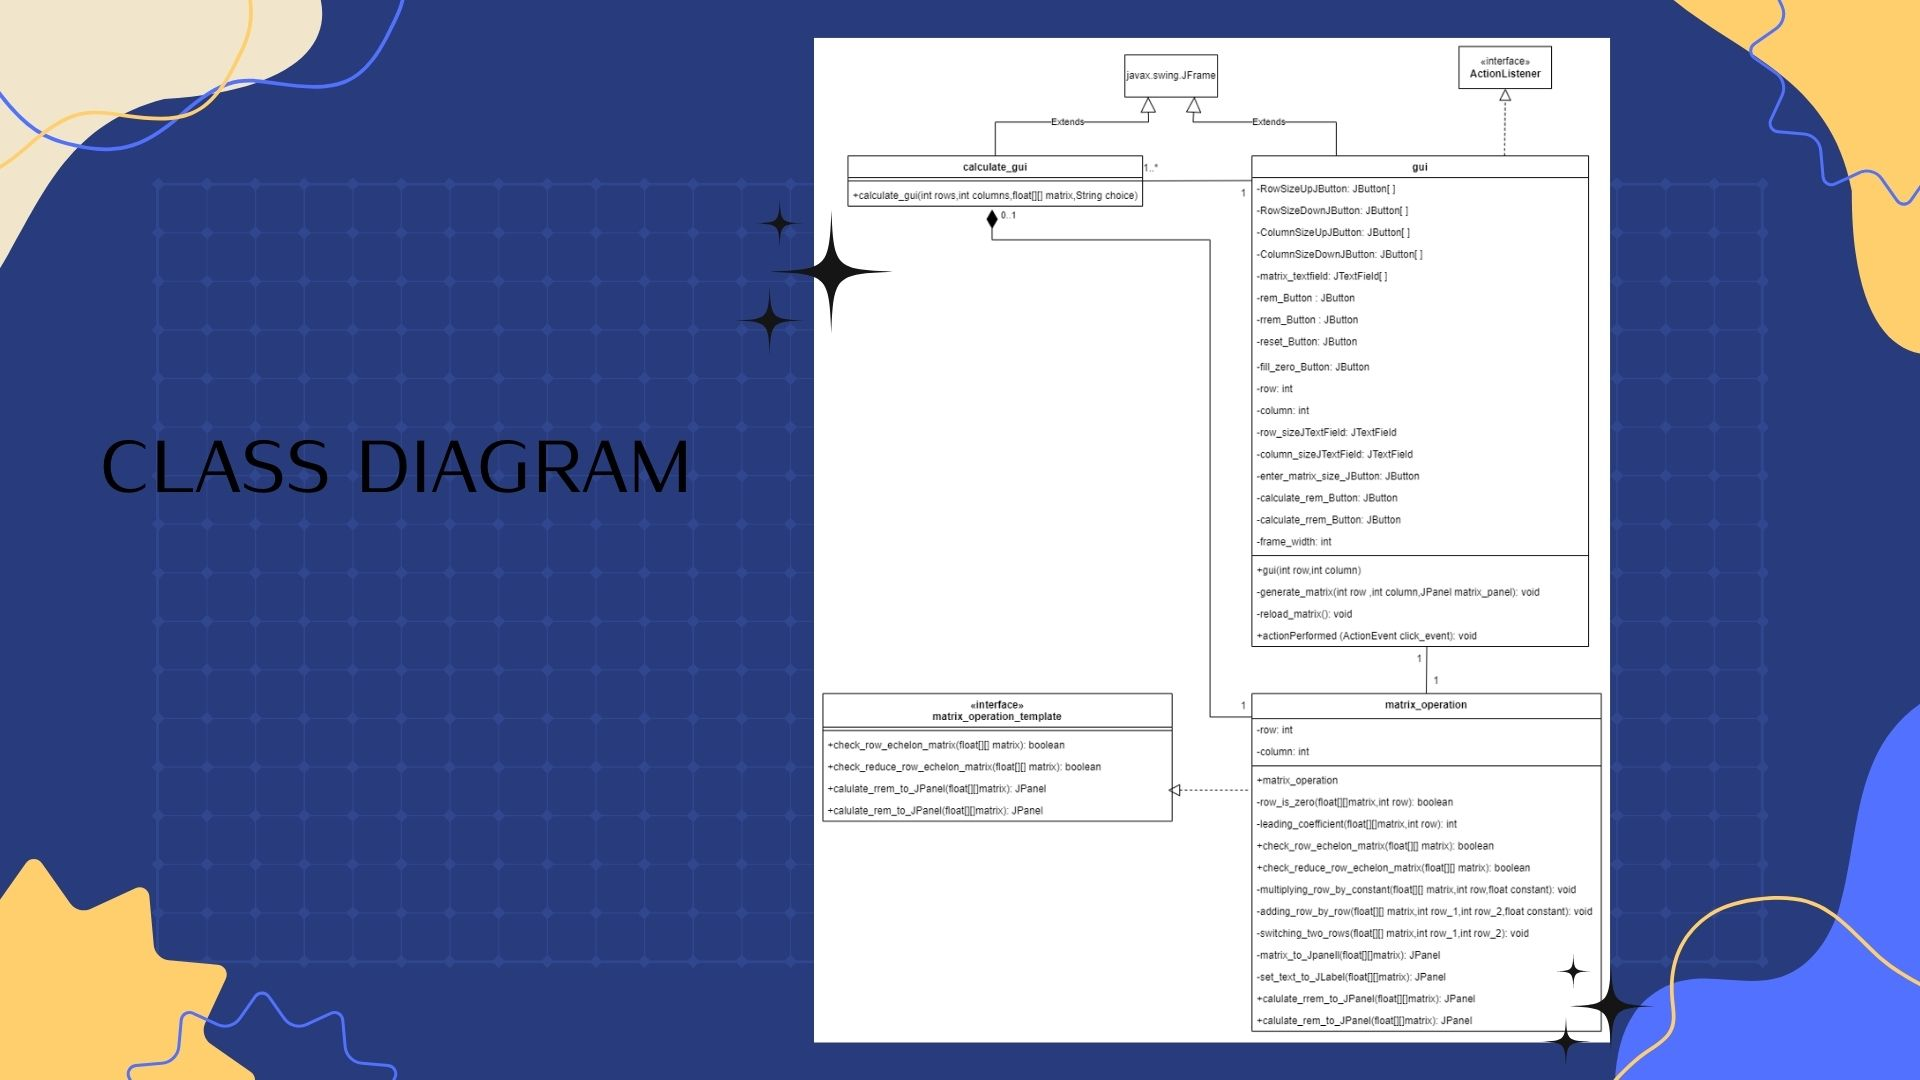 CLASS DIAGRAM
javax.swing.JFrame
«interface»
ActionListener
Extends
Extends
calculate_gui
+calculate_gui(int rows,int columns,float[][] matrix,String choice)
1..*
1
0..1
gui
-RowSizeUpJButton: JButton[ ]
-RowSizeDownJButton: JButton[ ]
-ColumnSizeUpJButton: JButton[ ]
-ColumnSizeDownJButton: JButton[ ]
-matrix_textfield: JTextField[ ]
-rem_Button : JButton
-rrem_Button : JButton
-reset_Button: JButton
-fill_zero_Button: JButton
-row: int
-column: int
-row_sizeJTextField: JTextField
-column_sizeJTextField: JTextField
-enter_matrix_size_JButton: JButton
-calculate_rem_Button: JButton
-calculate_rrem_Button: JButton
-frame_width: int
+gui(int row,int column)
-generate_matrix(int row ,int column,JPanel matrix_panel): void
-reload_matrix(): void
+actionPerformed (ActionEvent click_event): void
1
1
«interface»
matrix_operation_template
+check_row_echelon_matrix(float[][] matrix): boolean
+check_reduce_row_echelon_matrix(float[][] matrix): boolean
+calulate_rrem_to_JPanel(float[][]matrix): JPanel
+calulate_rem_to_JPanel(float[][]matrix): JPanel
1
matrix_operation
-row: int
-column: int
+matrix_operation
-row_is_zero(float[][]matrix,int row): boolean
-leading_coefficient(float[][]matrix,int row): int
+check_row_echelon_matrix(float[][] matrix): boolean
+check_reduce_row_echelon_matrix(float[][] matrix): boolean
-multiplying_row_by_constant(float[][] matrix,int row,float constant): void
-adding_row_by_row(float[][] matrix,int row_1,int row_2,float constant): void
-switching_two_rows(float[][] matrix,int row_1,int row_2): void
-matrix_to_Jpanell(float[][]matrix): JPanel
-set_text_to_JLabel(float[][]matrix): JPanel
+calulate_rrem_to_JPanel(float[][]matrix): JPanel
+calulate_rem_to_JPanel(float[][]matrix): JPanel